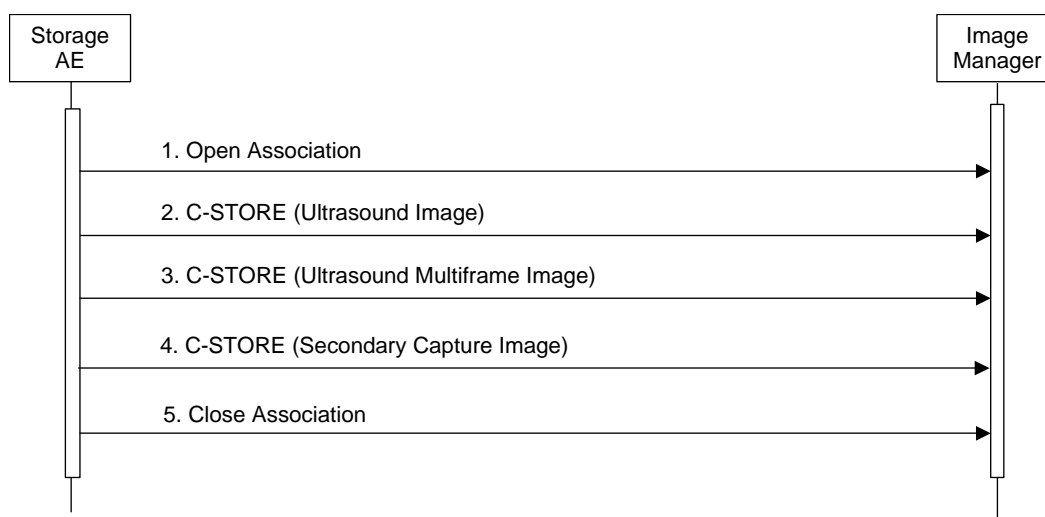 Storage
AE
Image
Manager
1. Open Association
2. C-STORE (Ultrasound Image)
3. C-STORE (Ultrasound Multiframe Image)
4. C-STORE (Secondary Capture Image)
5. Close Association